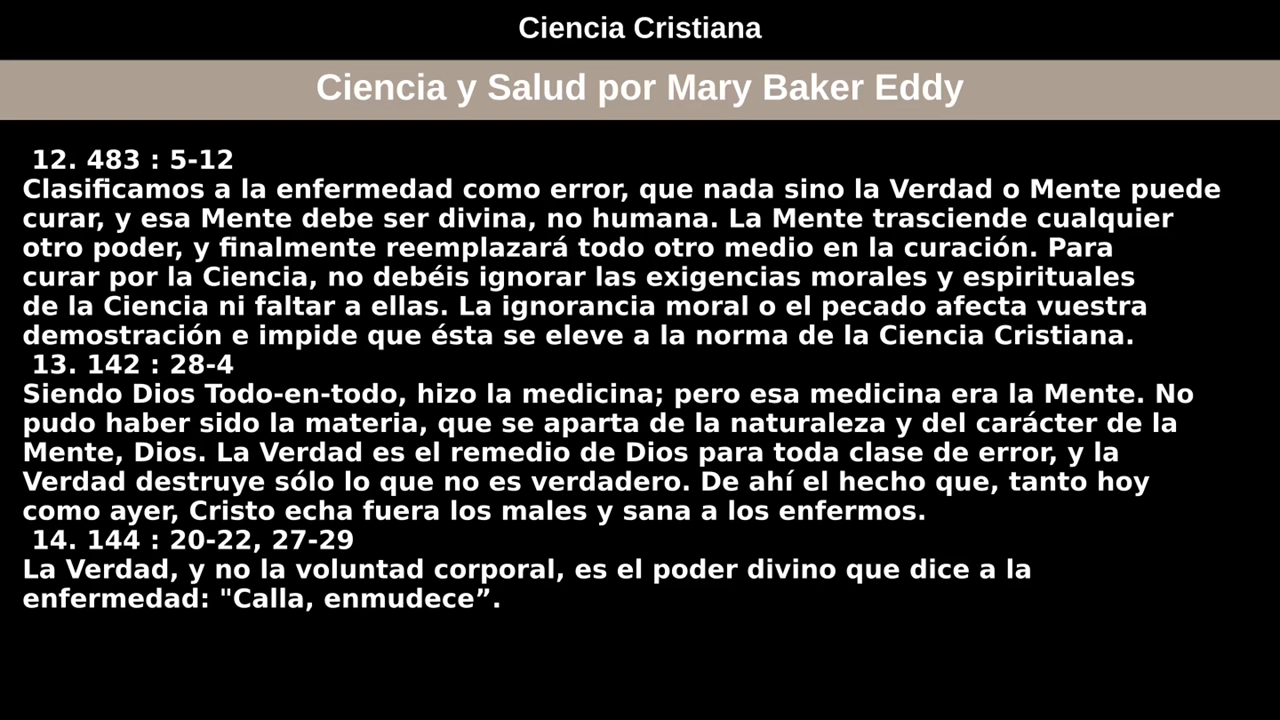 Ciencia Cristiana
Ciencia y Salud por Mary Baker Eddy
12. 483 : 5-12
Clasificamos a la enfermedad como error, que nada sino la Verdad o Mente puede
curar, y esa Mente debe ser divina, no humana. La Mente trasciende cualquier
otro poder, y finalmente reemplazará todo otro medio en la curación. Para
curar por la Ciencia, no debéis ignorar las exigencias morales y espirituales
de la Ciencia ni faltar a ellas. La ignorancia moral o el pecado afecta vuestra
demostración e impide que ésta se eleve a la norma de la Ciencia Cristiana.
13. 142 : 28-4
Siendo Dios Todo-en-todo, hizo la medicina; pero esa medicina era la Mente. No
pudo haber sido la materia, que se aparta de la naturaleza y del carácter de la
Mente, Dios. La Verdad es el remedio de Dios para toda clase de error, y la
Verdad destruye sólo lo que no es verdadero. De ahí el hecho que, tanto hoy
como ayer, Cristo echa fuera los males y sana a los enfermos.
14. 144 : 20-22, 27-29
La Verdad, y no la voluntad corporal, es el poder divino que dice a la
enfermedad: "Calla, enmudece”.